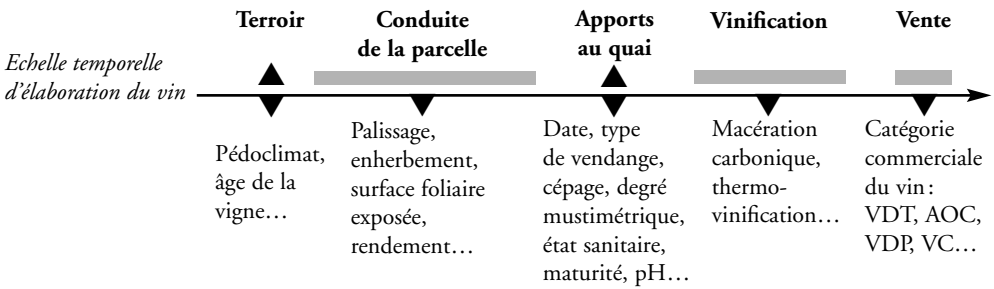 Terroir
Conduite
de la parcelle
Apports
au quai
Vinification
Vente
Echelle temporelle
d'élaboration du vin
Pédoclimat,
âge de la
vigne…
Palissage,
enherbement,
surface foliaire
exposée,
rendement…
Date, type
de vendange,
cépage, degré
mustimétrique,
état sanitaire,
maturité, pH…
Macération
carbonique,
thermo-
vinification…
Catégorie
commerciale
du vin :
VDT, AOC,
VDP, VC…